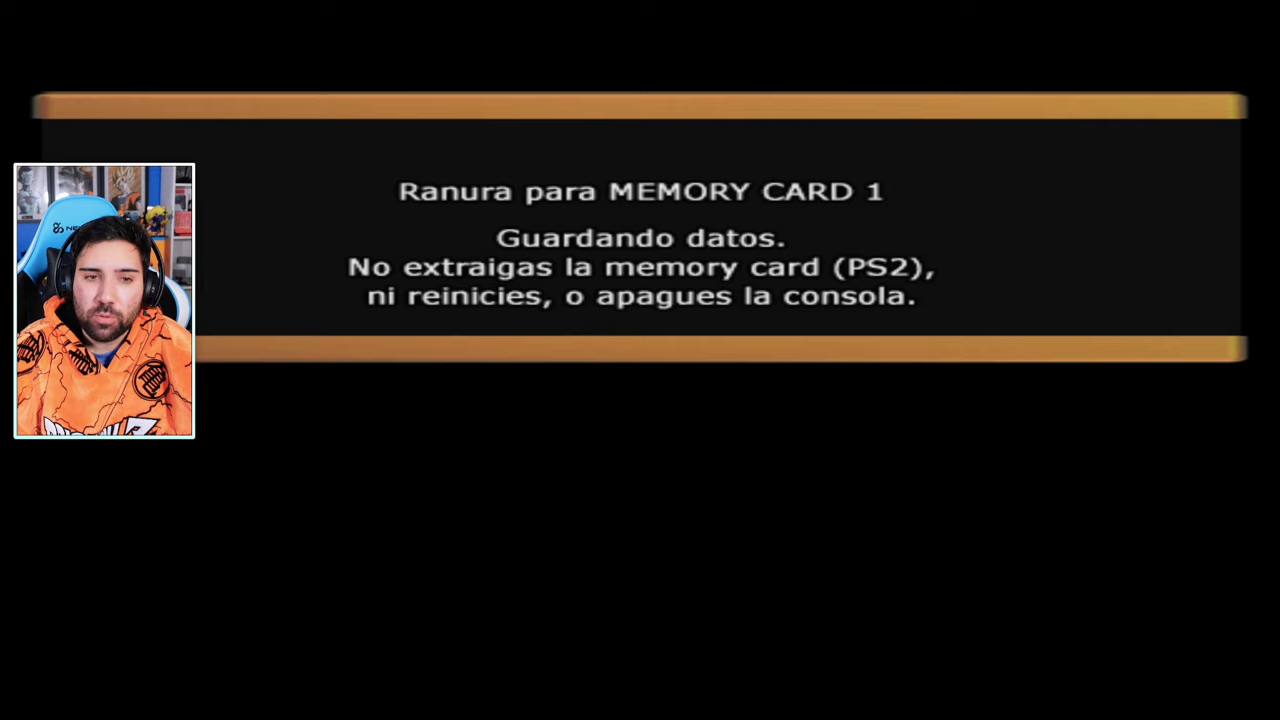 Ranura para MEMORY CARD 1
Guardando datos.
No extraigas la memory card (PS2),
ni reinicies, o apagues la consola.